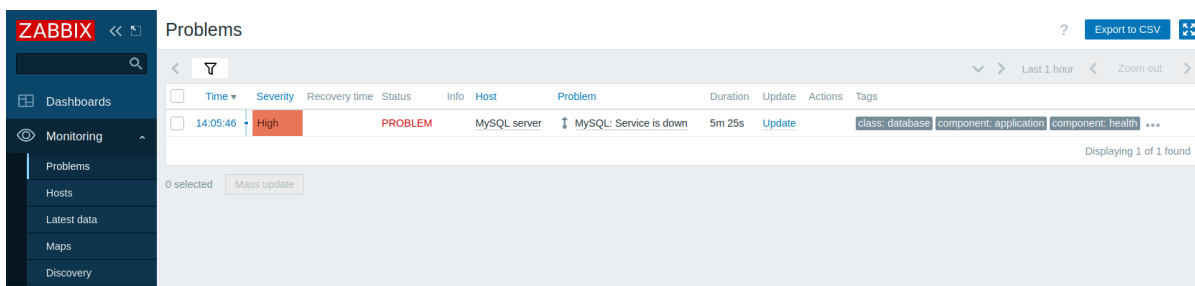 ZABBIX
Problems
? Export to CSV
Last 1 hour Zoom out
Dashboards
Monitoring
Problems
Hosts
Latest data
Maps
Discovery
Time Severity Recovery time Status Info Host Problem Duration Update Actions Tags
14:05:46 High PROBLEM MySQL server MySQL: Service is down 5m 25s Update class: database component: application component: health •••
Displaying 1 of 1 found
0 selected Mass update